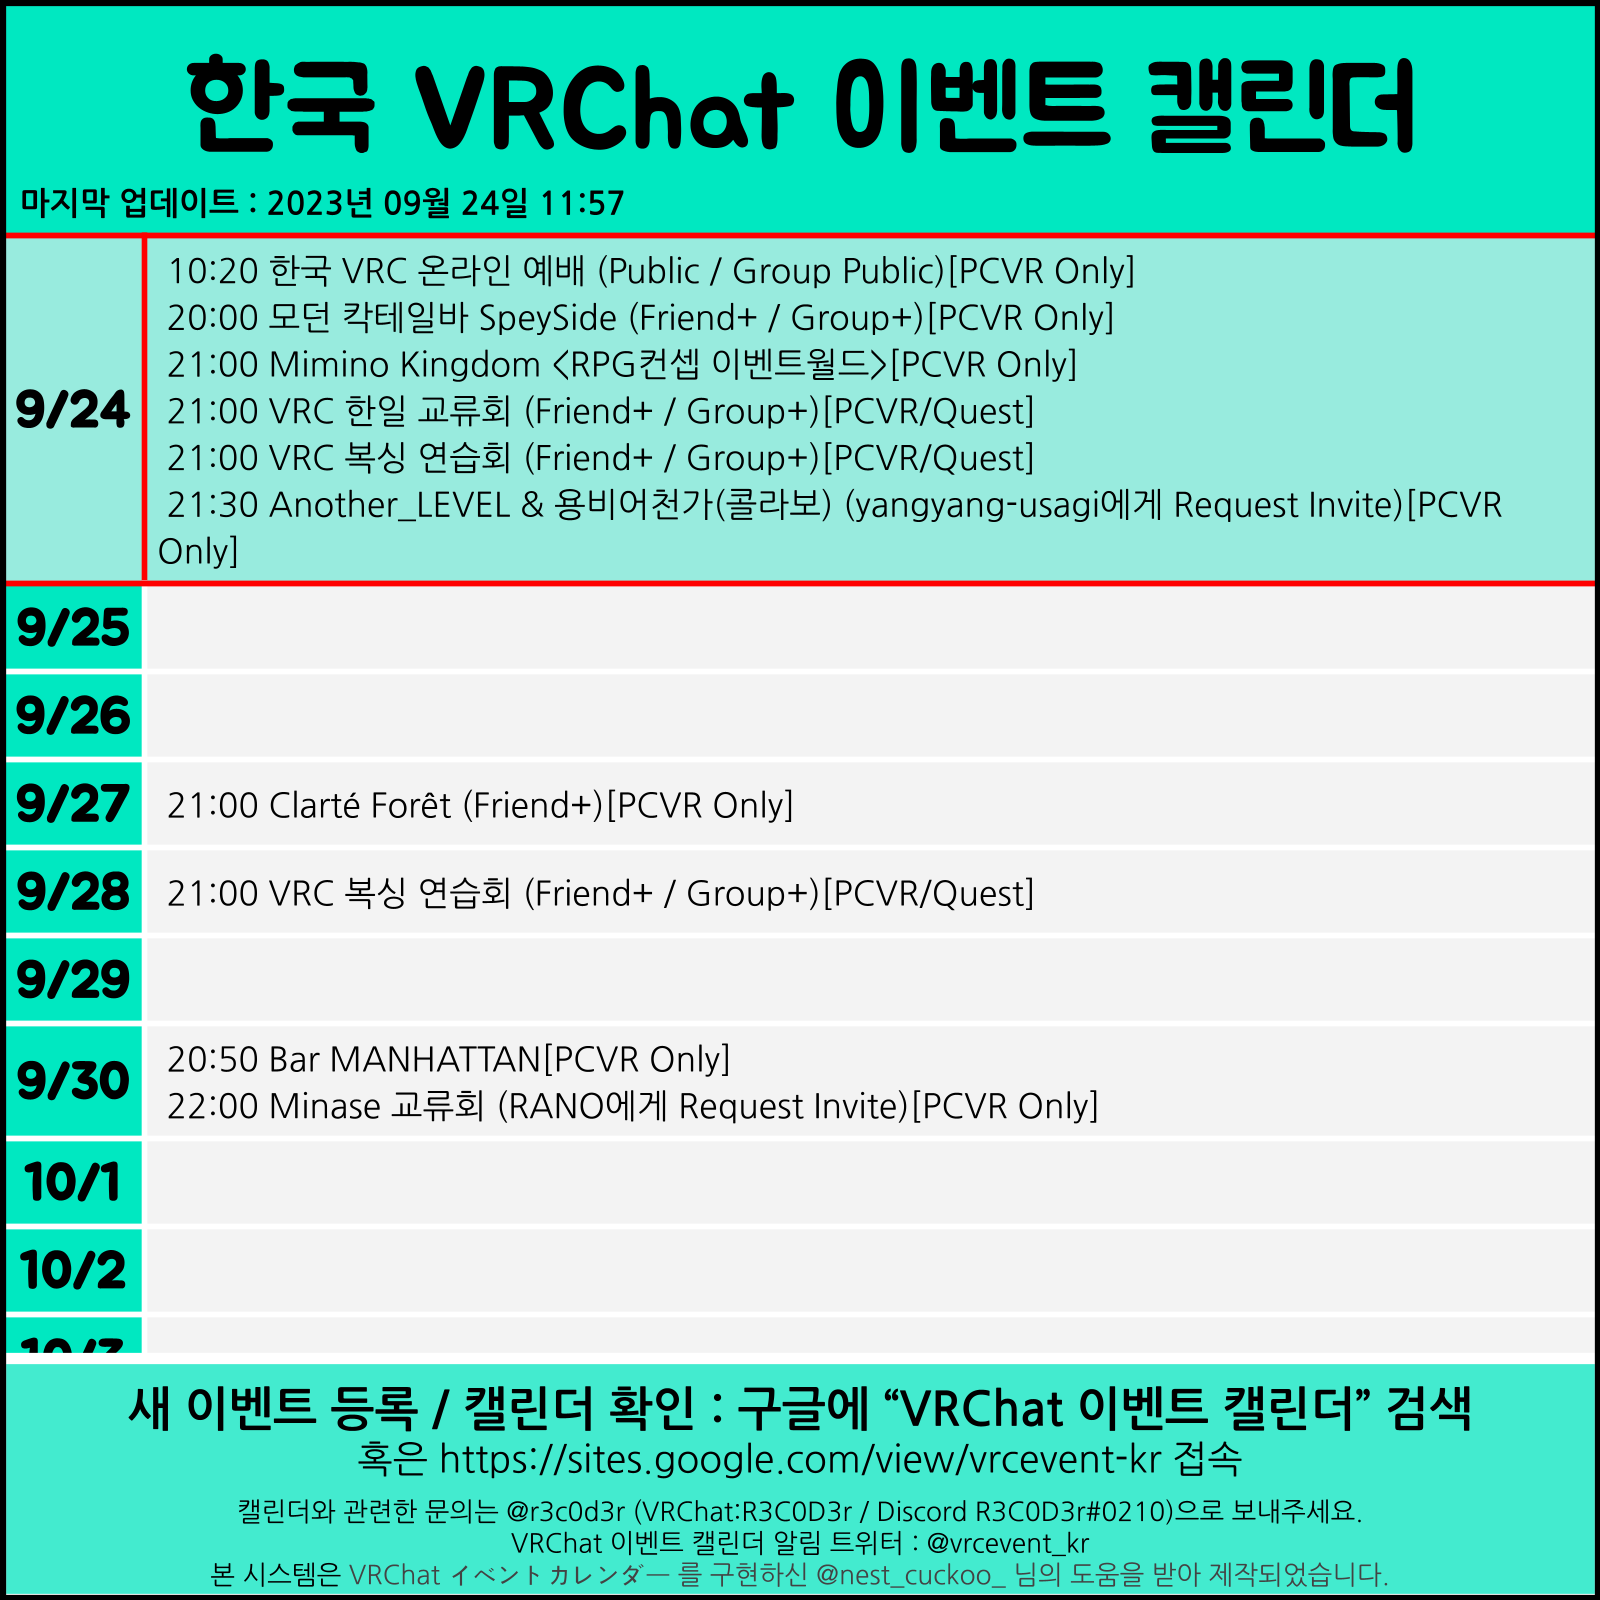 한국 VRChat 이벤트 캘린더
마지막 업데이트 : 2023년 09월 24일 11:57
9/24
10:20 한국 VRC 온라인 예배 (Public / Group Public)[PCVR Only]
20:00 모던 칵테일바 SpeySide (Friend+ / Group+)[PCVR Only]
21:00 Mimino Kingdom <RPG컨셉 이벤트월드>[PCVR Only]
21:00 VRC 한일 교류회 (Friend+ / Group+)[PCVR/Quest]
21:00 VRC 복싱 연습회 (Friend+ / Group+)[PCVR/Quest]
21:30 Another_LEVEL & 용비어천가(콜라보) (yangyang-usagi에게 Request Invite)[PCVR
Only]
9/25
9/26
9/27
21:00 Clarté Forêt (Friend+)[PCVR Only]
9/28
21:00 VRC 복싱 연습회 (Friend+ / Group+)[PCVR/Quest]
9/29
9/30
20:50 Bar MANHATTAN[PCVR Only]
22:00 Minase 교류회 (RANO에게 Request Invite)[PCVR Only]
10/1
10/2
10/3
새 이벤트 등록 / 캘린더 확인 : 구글에 “VRChat 이벤트 캘린더” 검색
혹은 https://sites.google.com/view/vrcevent-kr 접속
캘린더와 관련한 문의는 @r3c0d3r (VRChat:R3C0D3r / Discord R3C0D3r#0210)으로 보내주세요.
VRChat 이벤트 캘린더 알림 트위터 : @vrcevent_kr
본 시스템은 VRChat イベントカレンダー 를 구현하신 @nest_cuckoo_ 님의 도움을 받아 제작되었습니다.